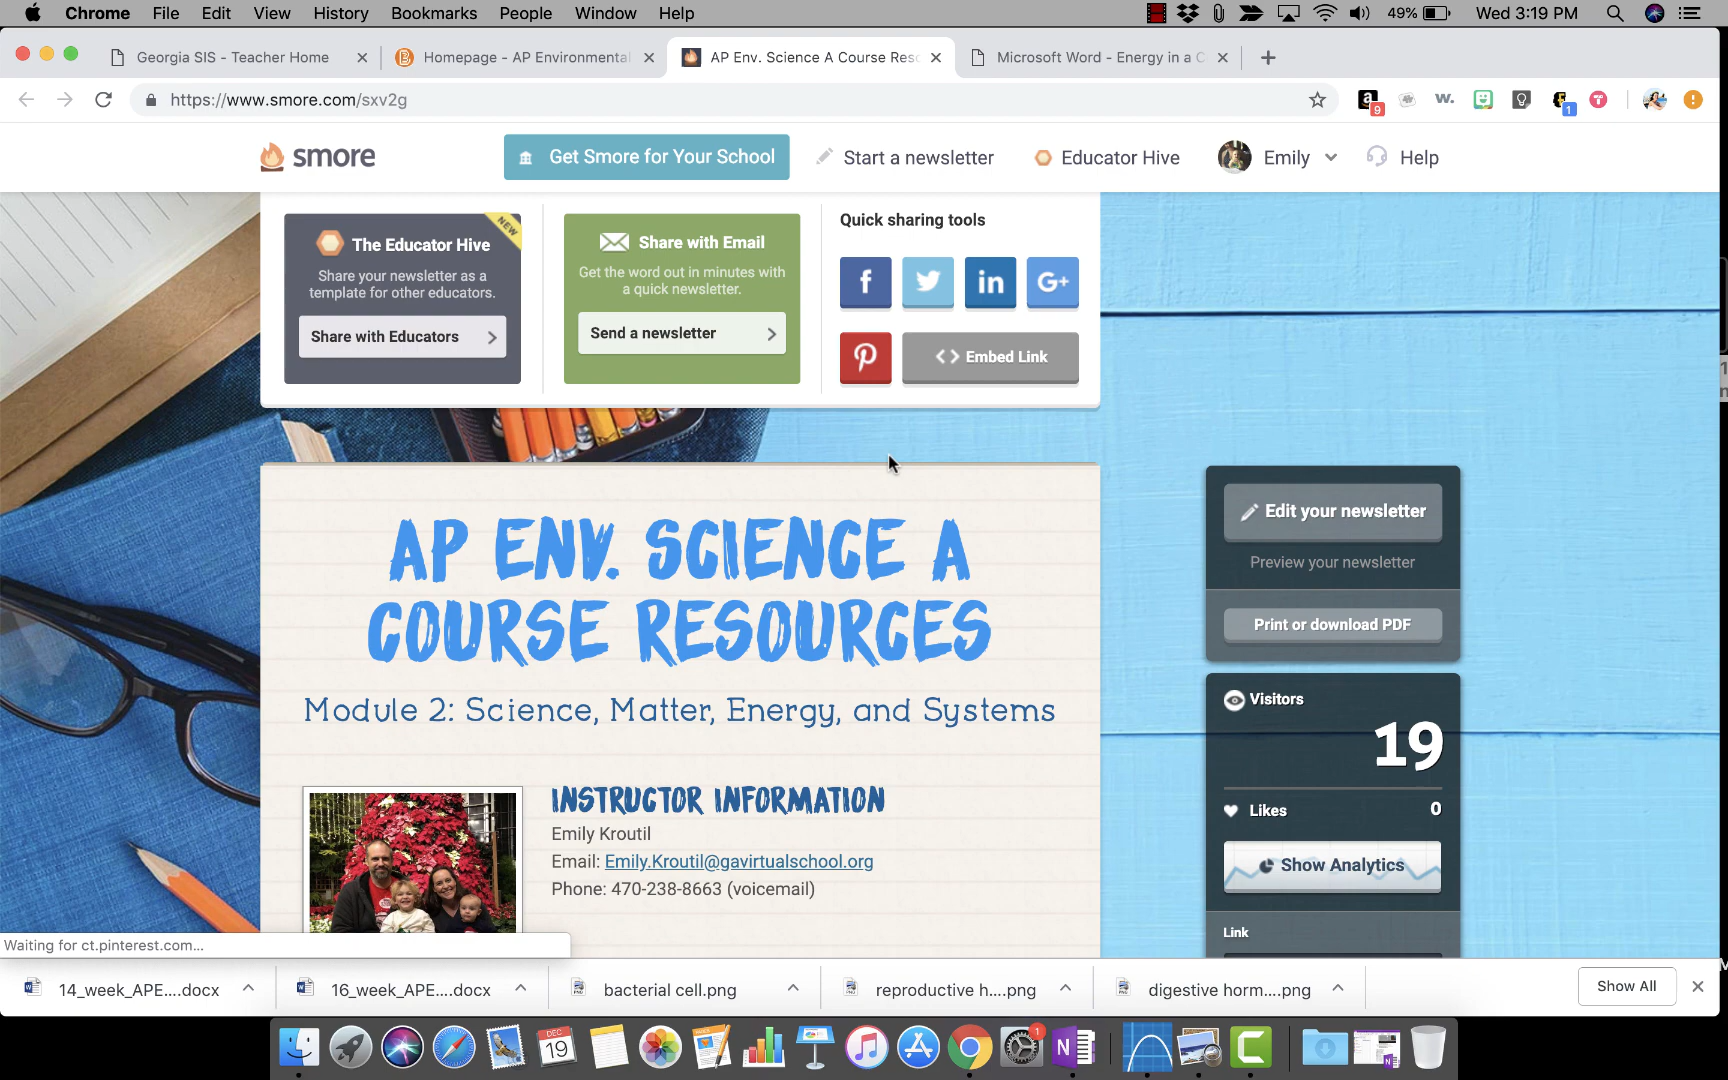 Chrome File Edit View History Bookmarks People Window Help 49% Wed 3:19 PM
Georgia SIS - Teacher Home Homepage - AP Environmental AP Env. Science A Course Reso Microsoft Word - Energy in a C
https://www.smore.com/sxv2g
a 9 w. 1
smore Get Smore for Your School Start a newsletter Educator Hive Emily Help
NEW
The Educator Hive
Share your newsletter as a
template for other educators.
Share with Educators
Share with Email
Get the word out in minutes with
a quick newsletter.
Send a newsletter
Quick sharing tools
f in G+
<> Embed Link
AP ENV. SCIENCE A
COURSE RESOURCES
Module 2: Science, Matter, Energy, and Systems
INSTRUCTOR INFORMATION
Emily Kroutil
Email: Emily.Kroutil@gavirtualschool.org
Phone: 470-238-8663 (voicemail)
Edit your newsletter
Preview your newsletter
Print or download PDF
Visitors
19
Likes 0
Show Analytics
Link
Waiting for ct.pinterest.com...
14_week_APE....docx 16_week_APE....docx bacterial cell.png reproductive h....png digestive horm....png Show All
DEC
19
1
N
C